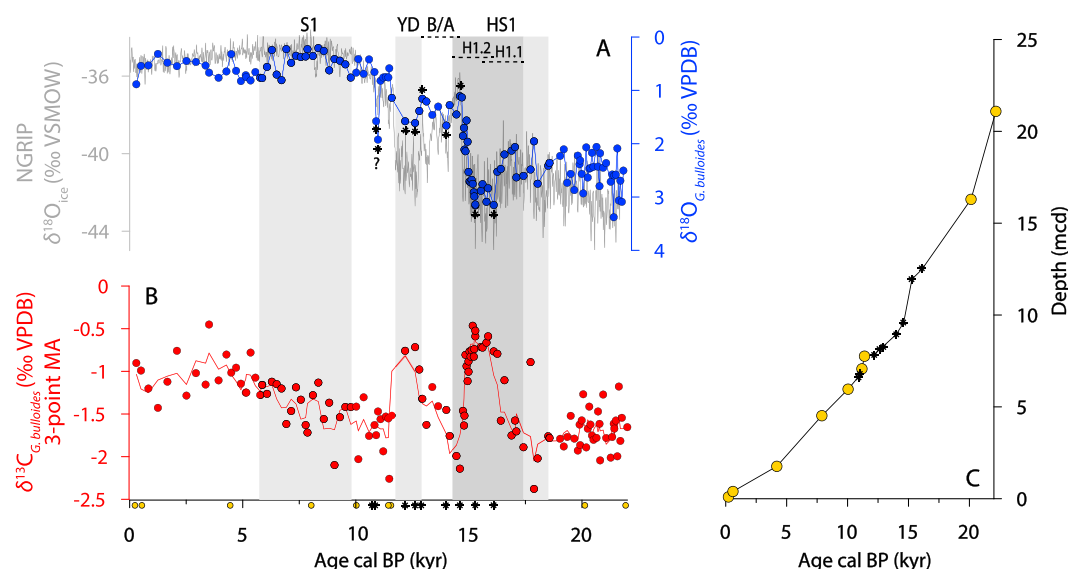 S1
YD
B/A
HS1
H1.2
H1.1
A
-36
-40
-44
NGRIP
δ18Oice (‰ VSMOW)
0
1
2
3
4
δ18OG. bulloides (‰ VPDB)
?
B
0
-0.5
-1
-1.5
-2
-2.5
δ13CG. bulloides (‰ VPDB)
3-point MA
0
5
10
15
20
Age cal BP (kyr)
25
20
15
10
5
0
Depth (mcd)
C
0
5
10
15
20
Age cal BP (kyr)